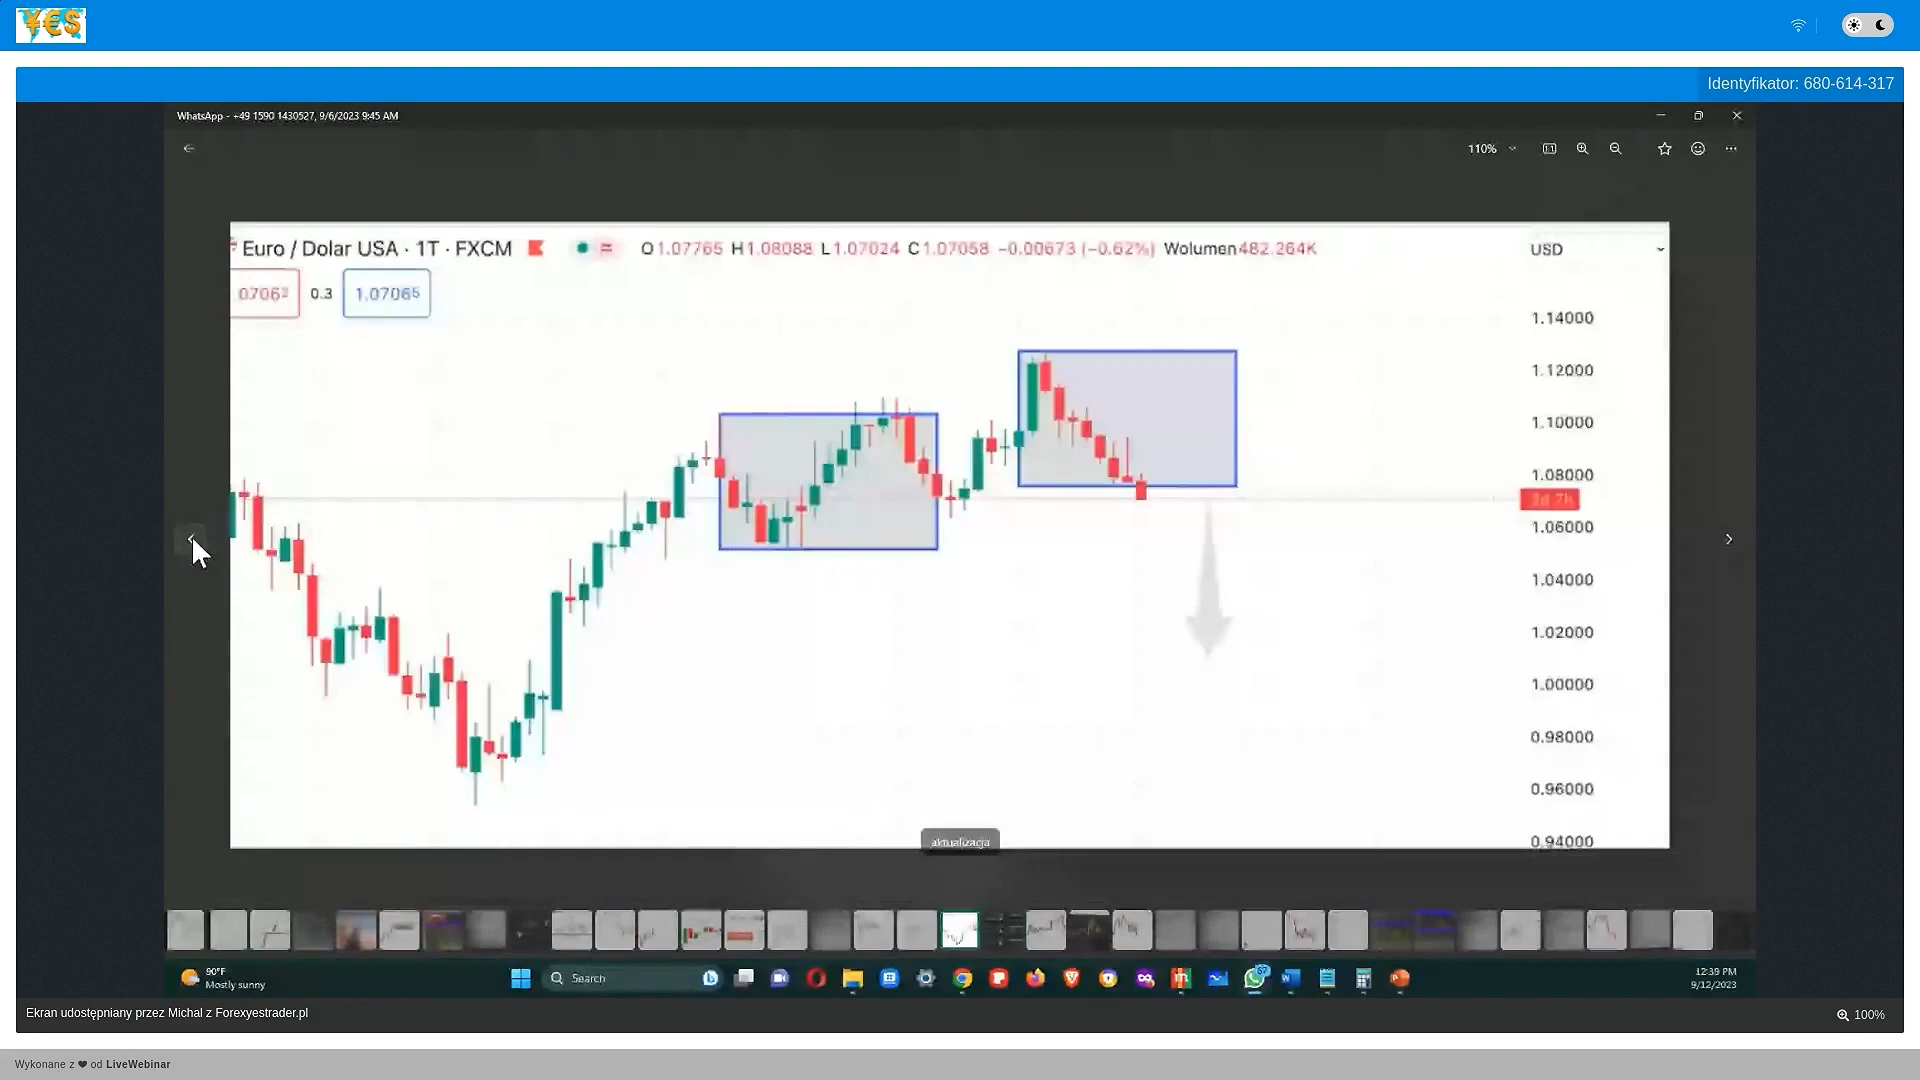 ¥€$
Identyfikator: 680-614-317
WhatsApp - +49 1590 1430527, 9/6/2023 9:45 AM
110%
Euro / Dolar USA · 1T · FXCM
O1.07765 H1.08088 L1.07024 C1.07058 −0.00673 (−0.62%) Wolumen482.264K
USD
.07062 0.3 1.07065
1.14000
1.12000
1.10000
1.08000
2d 7h
1.06000
1.04000
1.02000
1.00000
0.98000
0.96000
0.94000
aktualizacja
90°F
Mostly sunny
Search
67
12:39 PM
9/12/2023
Ekran udostępniany przez Michal z Forexyestrader.pl
100%
Wykonane z ❤ od LiveWebinar